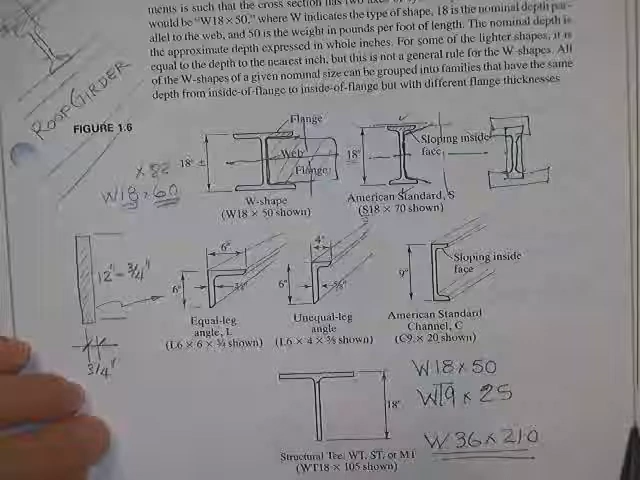 ments is such that the cross section has two axes of
would be "W18 × 50," where W indicates the type of shape, 18 is the nominal depth par-
allel to the web, and 50 is the weight in pounds per foot of length. The nominal depth is
the approximate depth expressed in whole inches. For some of the lighter shapes, it is
equal to the depth to the nearest inch, but this is not a general rule for the W-shapes. All
of the W-shapes of a given nominal size can be grouped into families that have the same
depth from inside-of-flange to inside-of-flange but with different flange thicknesses
ROOF GIRDER
FIGURE 1.6
Flange
Web
Flange
18" ±
18"
Sloping inside
face
W18 × 60
W-shape
(W18 × 50 shown)
American Standard, S
(S18 × 70 shown)
6"
6"
4"
6"
9"
Sloping inside
face
12" - 3/4"
3/4"
Equal-leg
angle, L
(L6 × 6 × ¾ shown)
Unequal-leg
angle
(L6 × 4 × ⅝ shown)
American Standard
Channel, C
(C9 × 20 shown)
18"
W18 × 50
× 25
W36 × 210
Structural Tee: WT, ST, or MT
(WT18 × 105 shown)